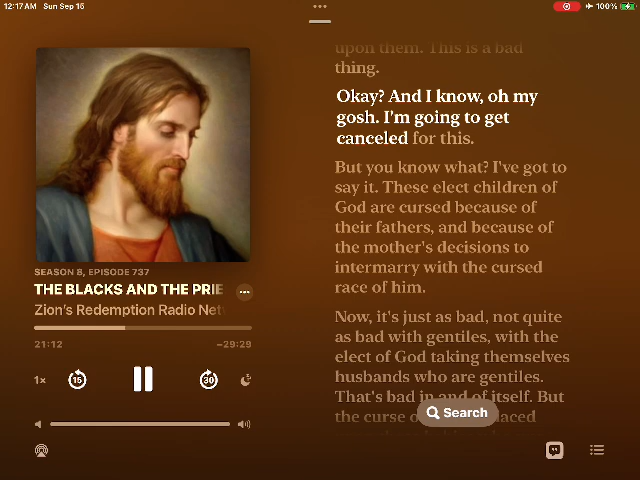 12:17AM Sun Sep 15
100%
upon them. This is a bad
thing.
Okay? And I know, oh my
gosh. I'm going to get
canceled for this.
But you know what? I've got to
say it. These elect children of
God are cursed because of
their fathers, and because of
the mother's decisions to
intermarry with the cursed
race of him.
Now, it's just as bad, not quite
as bad with gentiles, with the
elect of God taking themselves
husbands who are gentiles.
That's bad in and of itself. But
the curse
Search
SEASON 8, EPISODE 737
THE BLACKS AND THE PRIE
Zion's Redemption Radio Net
21:12
-29:29
1x
15
30